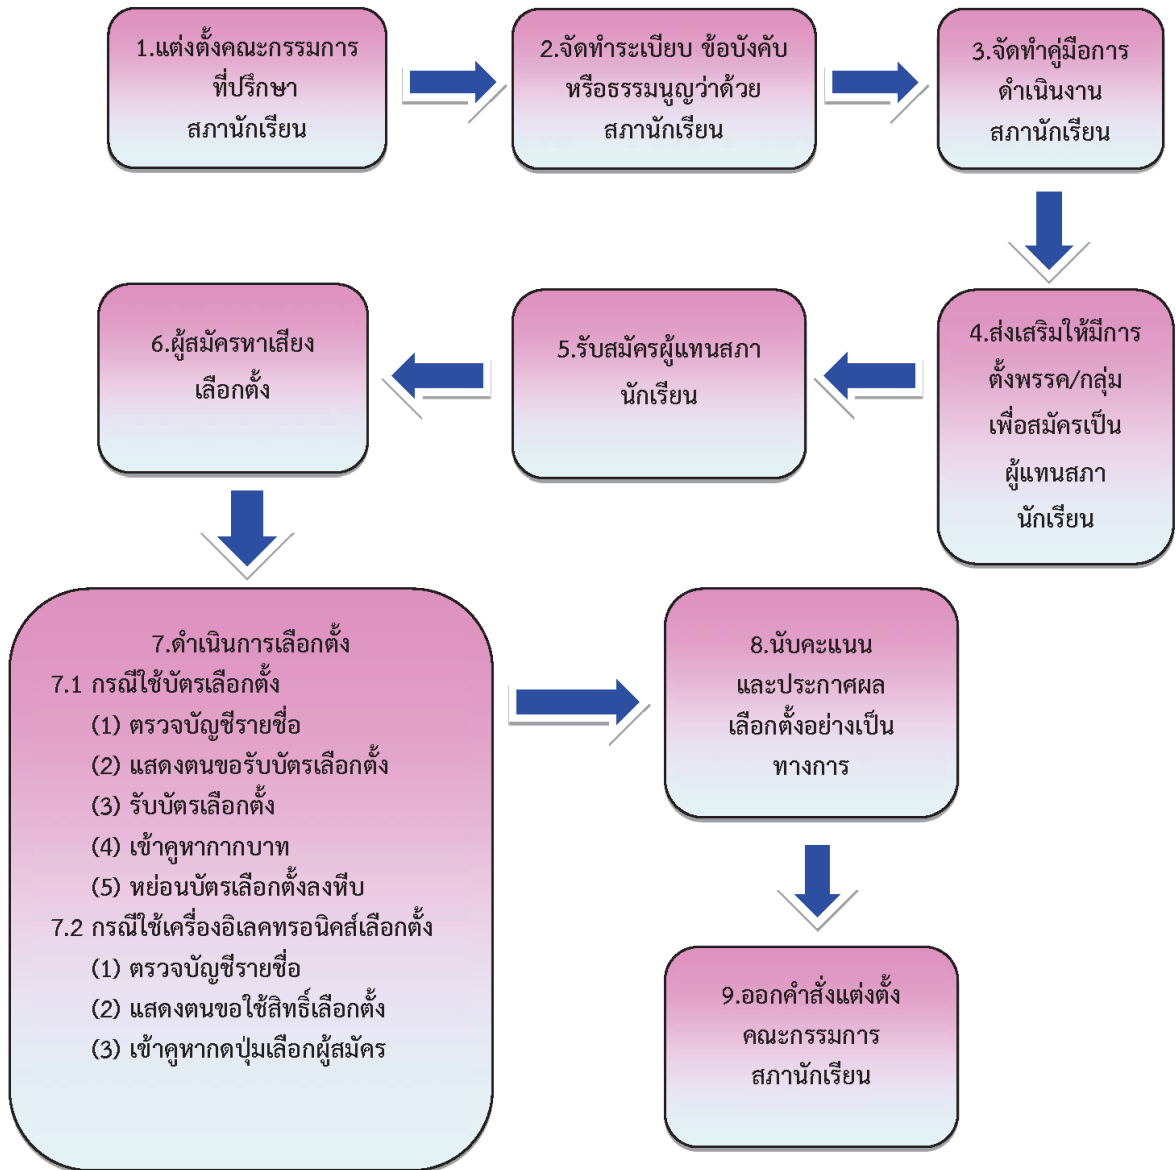 1.แต่งตั้งคณะกรรมการ
ที่ปรึกษา
สภานักเรียน
2.จัดทำระเบียบ ข้อบังคับ
หรือธรรมนูญว่าด้วย
สภานักเรียน
3.จัดทำคู่มือการ
ดำเนินงาน
สภานักเรียน
4.ส่งเสริมให้มีการ
ตั้งพรรค/กลุ่ม
เพื่อสมัครเป็น
ผู้แทนสภา
นักเรียน
5.รับสมัครผู้แทนสภา
นักเรียน
6.ผู้สมัครหาเสียง
เลือกตั้ง
7.ดำเนินการเลือกตั้ง
7.1 กรณีใช้บัตรเลือกตั้ง
(1) ตรวจบัญชีรายชื่อ
(2) แสดงตนขอรับบัตรเลือกตั้ง
(3) รับบัตรเลือกตั้ง
(4) เข้าคูหากากบาท
(5) หย่อนบัตรเลือกตั้งลงหีบ
7.2 กรณีใช้เครื่องอิเลคทรอนิคส์เลือกตั้ง
(1) ตรวจบัญชีรายชื่อ
(2) แสดงตนขอใช้สิทธิ์เลือกตั้ง
(3) เข้าคูหากดปุ่มเลือกผู้สมัคร
8.นับคะแนน
และประกาศผล
เลือกตั้งอย่างเป็น
ทางการ
9.ออกคำสั่งแต่งตั้ง
คณะกรรมการ
สภานักเรียน